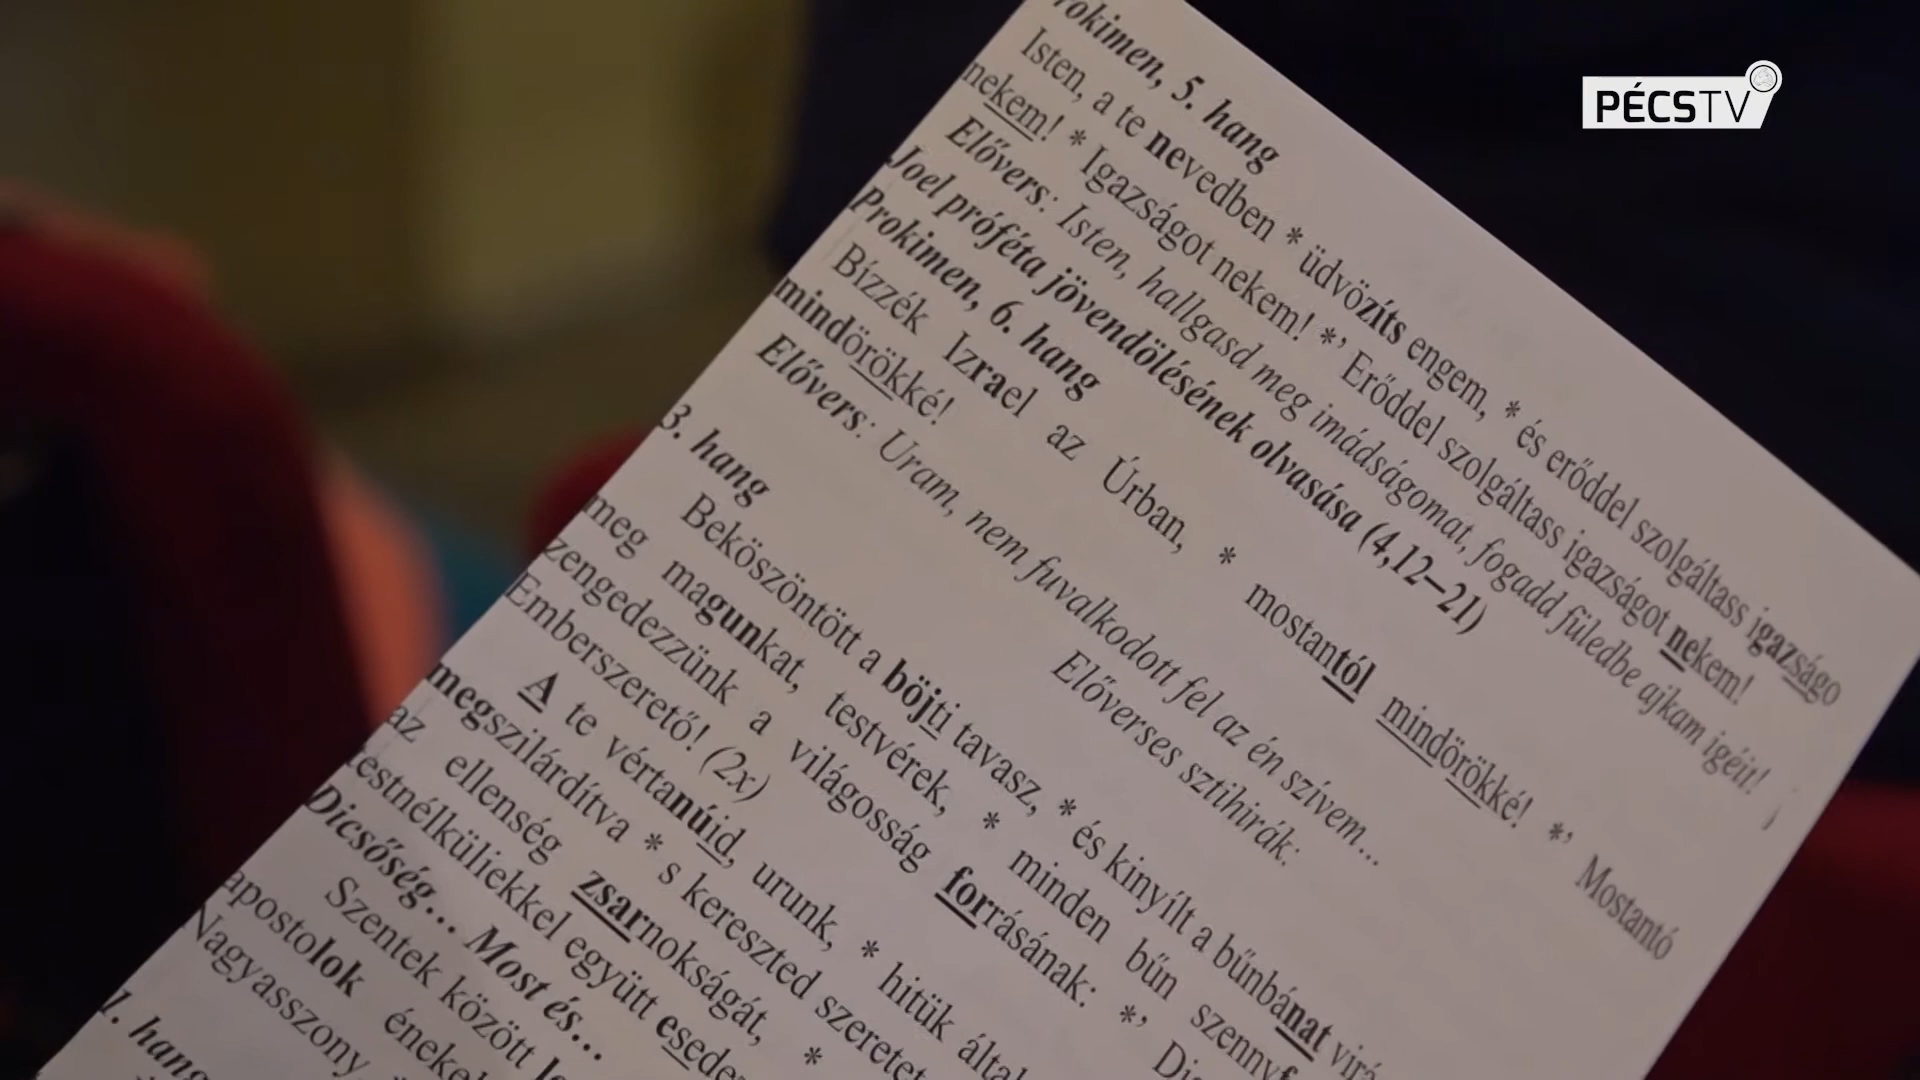 PÉCSTV
rokimen, 5. hang
Isten, a te nevedben * üdvözíts engem, * és erőddel szolgáltass igazságo
nekem! * Igazságot nekem! *’ Erőddel szolgáltass igazságot nekem!
Elővers: Isten, hallgasd meg imádságomat, fogadd füledbe ajkam igéit!
Joel próféta jövendölésének olvasása (4,12–21)
Prokimen, 6. hang
Bízzék Izrael az Úrban, * mostantól mindörökké! *’ Mostantó
mindörökké!
Elővers: Uram, nem fuvalkodott fel az én szívem...
Előverses sztihirák:
3. hang
Beköszöntött a böjti tavasz, * és kinyílt a bűnbánat virá
meg magunkat, testvérek, * minden bűn szenny
zengedezzünk a világosság forrásának: *’ Di
Emberszerető! (2x)
A te vértanúid, urunk, * hitük által
megszilárdítva * s kereszted szeretet
az ellenség zsarnokságát, *
testnélküliekkel együtt esede
Dicsőség... Most és...
Szentek között
apostolok éneke
Nagyasszony
1. hang